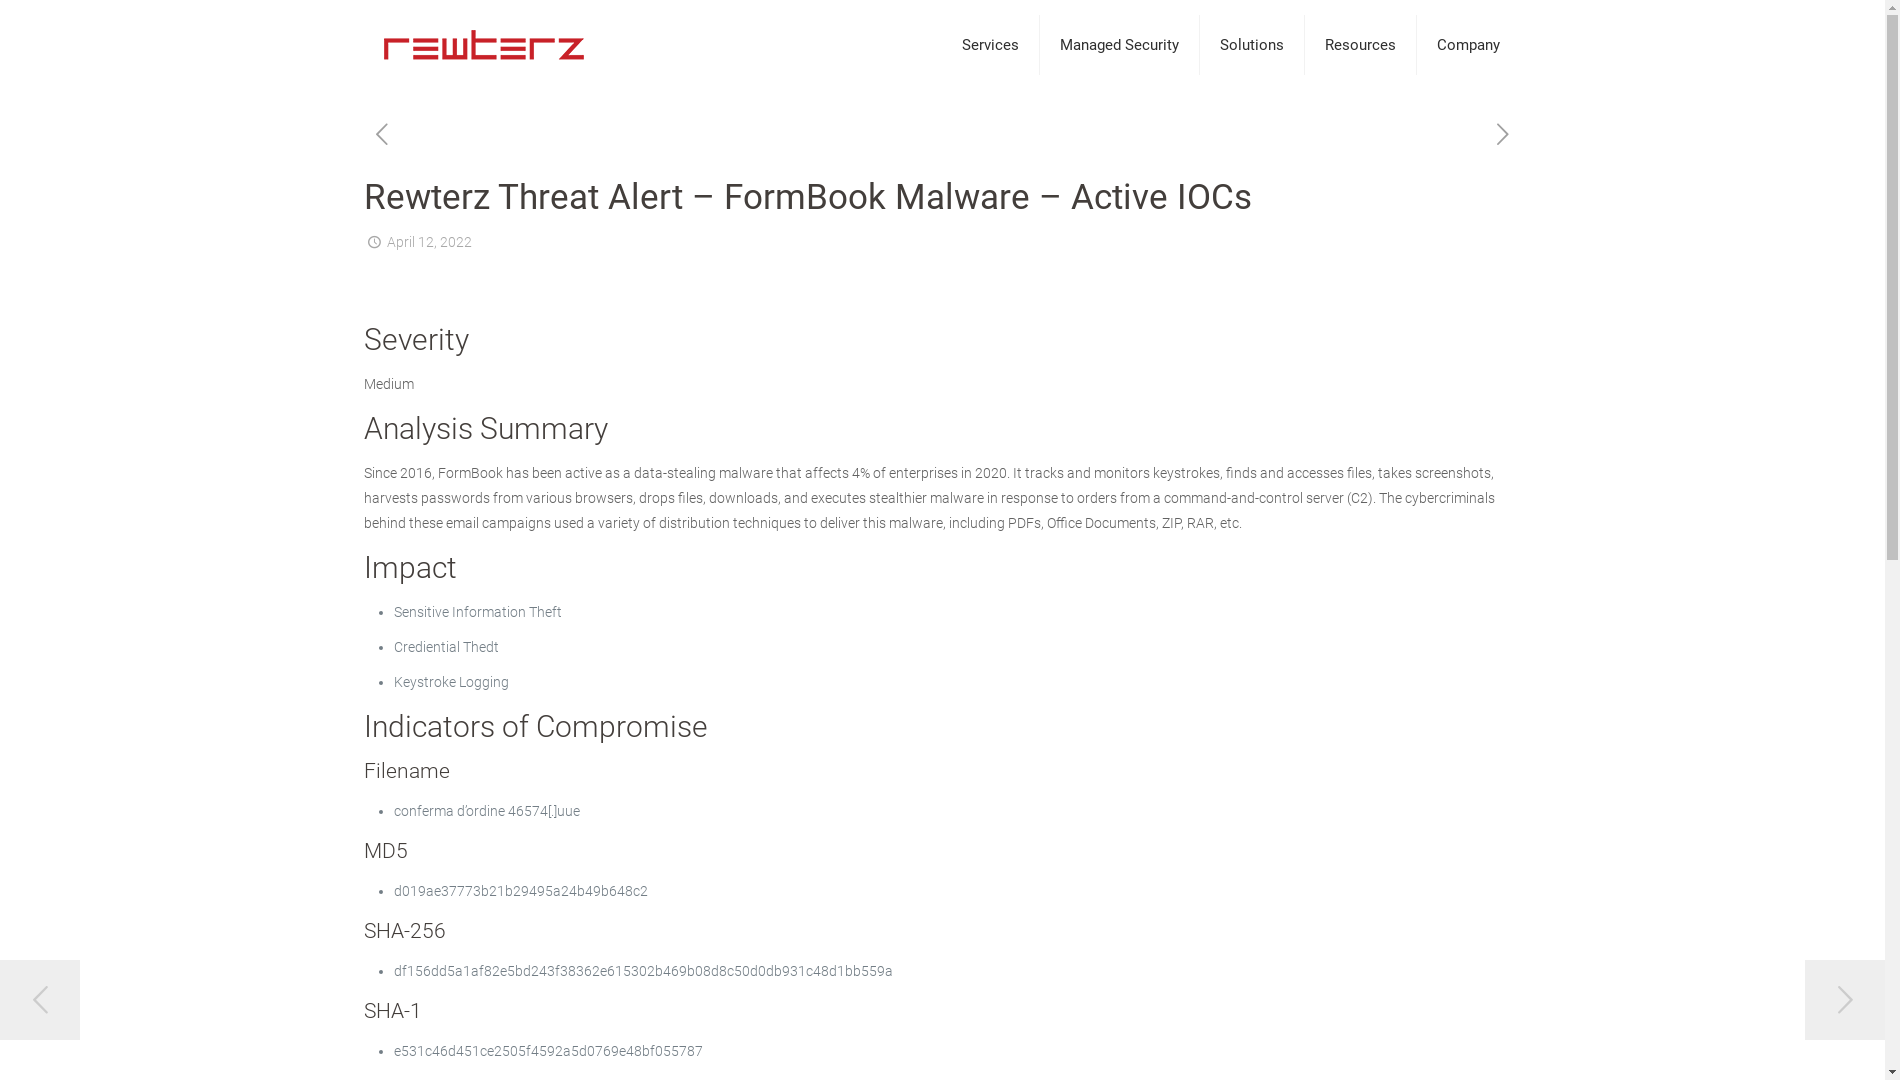 rewterz
Services
Managed Security
Solutions
Resources
Company
Rewterz Threat Alert – FormBook Malware – Active IOCs
April 12, 2022
Severity
Medium
Analysis Summary
Since 2016, FormBook has been active as a data-stealing malware that affects 4% of enterprises in 2020. It tracks and monitors keystrokes, finds and accesses files, takes screenshots,
harvests passwords from various browsers, drops files, downloads, and executes stealthier malware in response to orders from a command-and-control server (C2). The cybercriminals
behind these email campaigns used a variety of distribution techniques to deliver this malware, including PDFs, Office Documents, ZIP, RAR, etc.
Impact
Sensitive Information Theft
Crediential Thedt
Keystroke Logging
Indicators of Compromise
Filename
conferma d’ordine 46574[.]uue
MD5
d019ae37773b21b29495a24b49b648c2
SHA-256
df156dd5a1af82e5bd243f38362e615302b469b08d8c50d0db931c48d1bb559a
SHA-1
e531c46d451ce2505f4592a5d0769e48bf055787